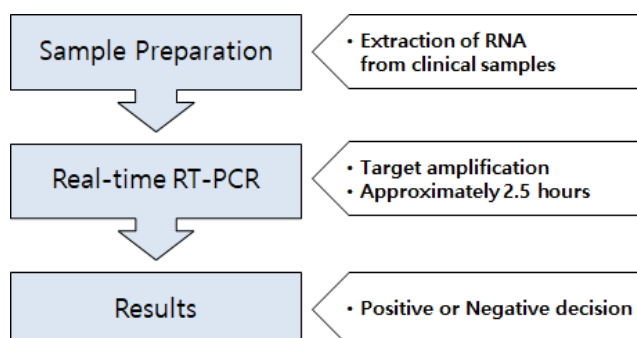 Sample Preparation
• Extraction of RNA
from clinical samples
Real-time RT-PCR
• Target amplification
• Approximately 2.5 hours
Results
• Positive or Negative decision